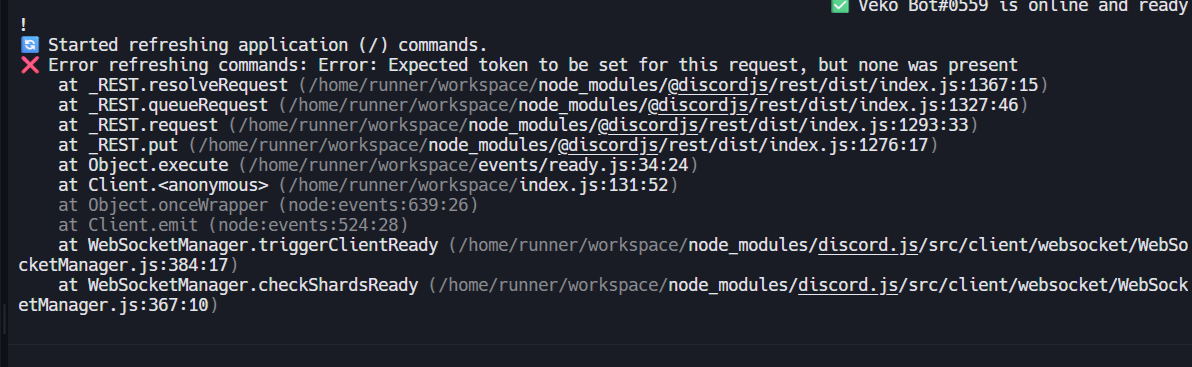 ✅ Veko Bot#0559 is online and ready
!
🔄 Started refreshing application (/) commands.
❌ Error refreshing commands: Error: Expected token to be set for this request, but none was present
    at _REST.resolveRequest (/home/runner/workspace/node_modules/@discordjs/rest/dist/index.js:1367:15)
    at _REST.queueRequest (/home/runner/workspace/node_modules/@discordjs/rest/dist/index.js:1327:46)
    at _REST.request (/home/runner/workspace/node_modules/@discordjs/rest/dist/index.js:1293:33)
    at _REST.put (/home/runner/workspace/node_modules/@discordjs/rest/dist/index.js:1276:17)
    at Object.execute (/home/runner/workspace/events/ready.js:34:24)
    at Client.<anonymous> (/home/runner/workspace/index.js:131:52)
    at Object.onceWrapper (node:events:639:26)
    at Client.emit (node:events:524:28)
    at WebSocketManager.triggerClientReady (/home/runner/workspace/node_modules/discord.js/src/client/websocket/WebSo
cketManager.js:384:17)
    at WebSocketManager.checkShardsReady (/home/runner/workspace/node_modules/discord.js/src/client/websocket/WebSock
etManager.js:367:10)